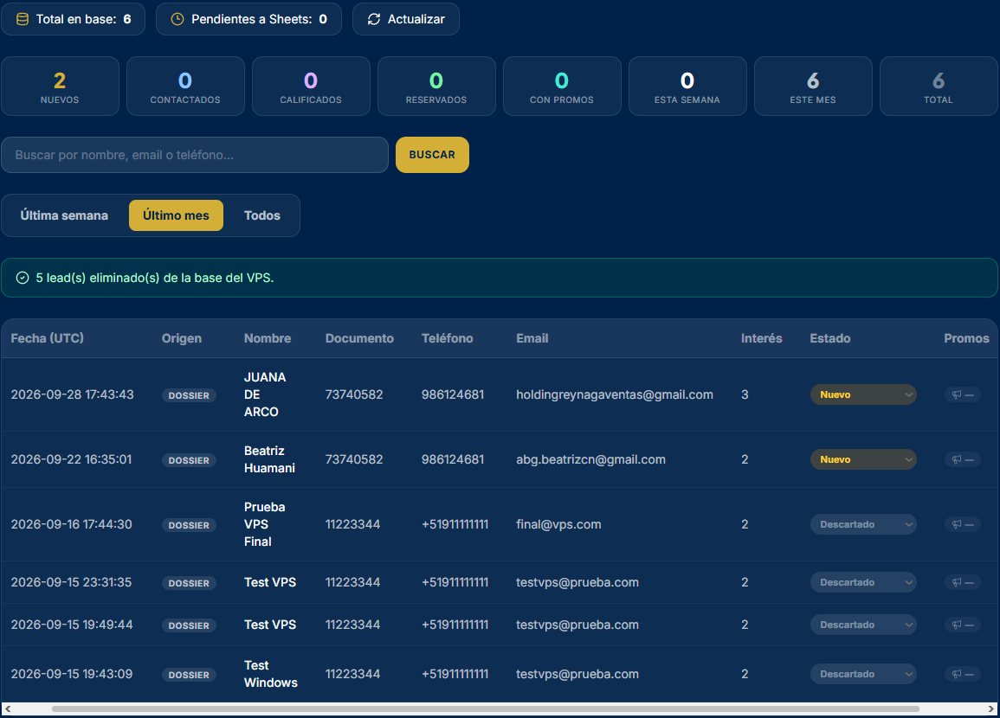 Total en base: 6 Pendientes a Sheets: 0 Actualizar
2 0 0 0 0 0 6 6
NUEVOS CONTACTADOS CALIFICADOS RESERVADOS CON PROMOS ESTA SEMANA ESTE MES TOTAL
Buscar por nombre, email o teléfono... BUSCAR
Última semana Último mes Todos
5 lead(s) eliminado(s) de la base del VPS.
Fecha (UTC) Origen Nombre Documento Teléfono Email Interés Estado Promos
2026-09-28 17:43:43 DOSSIER JUANA DE ARCO 73740582 986124681 holdingreynagaventas@gmail.com 3 Nuevo —
2026-09-22 16:35:01 DOSSIER Beatriz Huamani 73740582 986124681 abg.beatrizcn@gmail.com 2 Nuevo —
2026-09-16 17:44:30 DOSSIER Prueba VPS Final 11223344 +51911111111 final@vps.com 2 Descartado —
2026-09-15 23:31:35 DOSSIER Test VPS 11223344 +51911111111 testvps@prueba.com 2 Descartado —
2026-09-15 19:49:44 DOSSIER Test VPS 11223344 +51911111111 testvps@prueba.com 2 Descartado —
2026-09-15 19:43:09 DOSSIER Test Windows 11223344 +51911111111 testvps@prueba.com 2 Descartado —